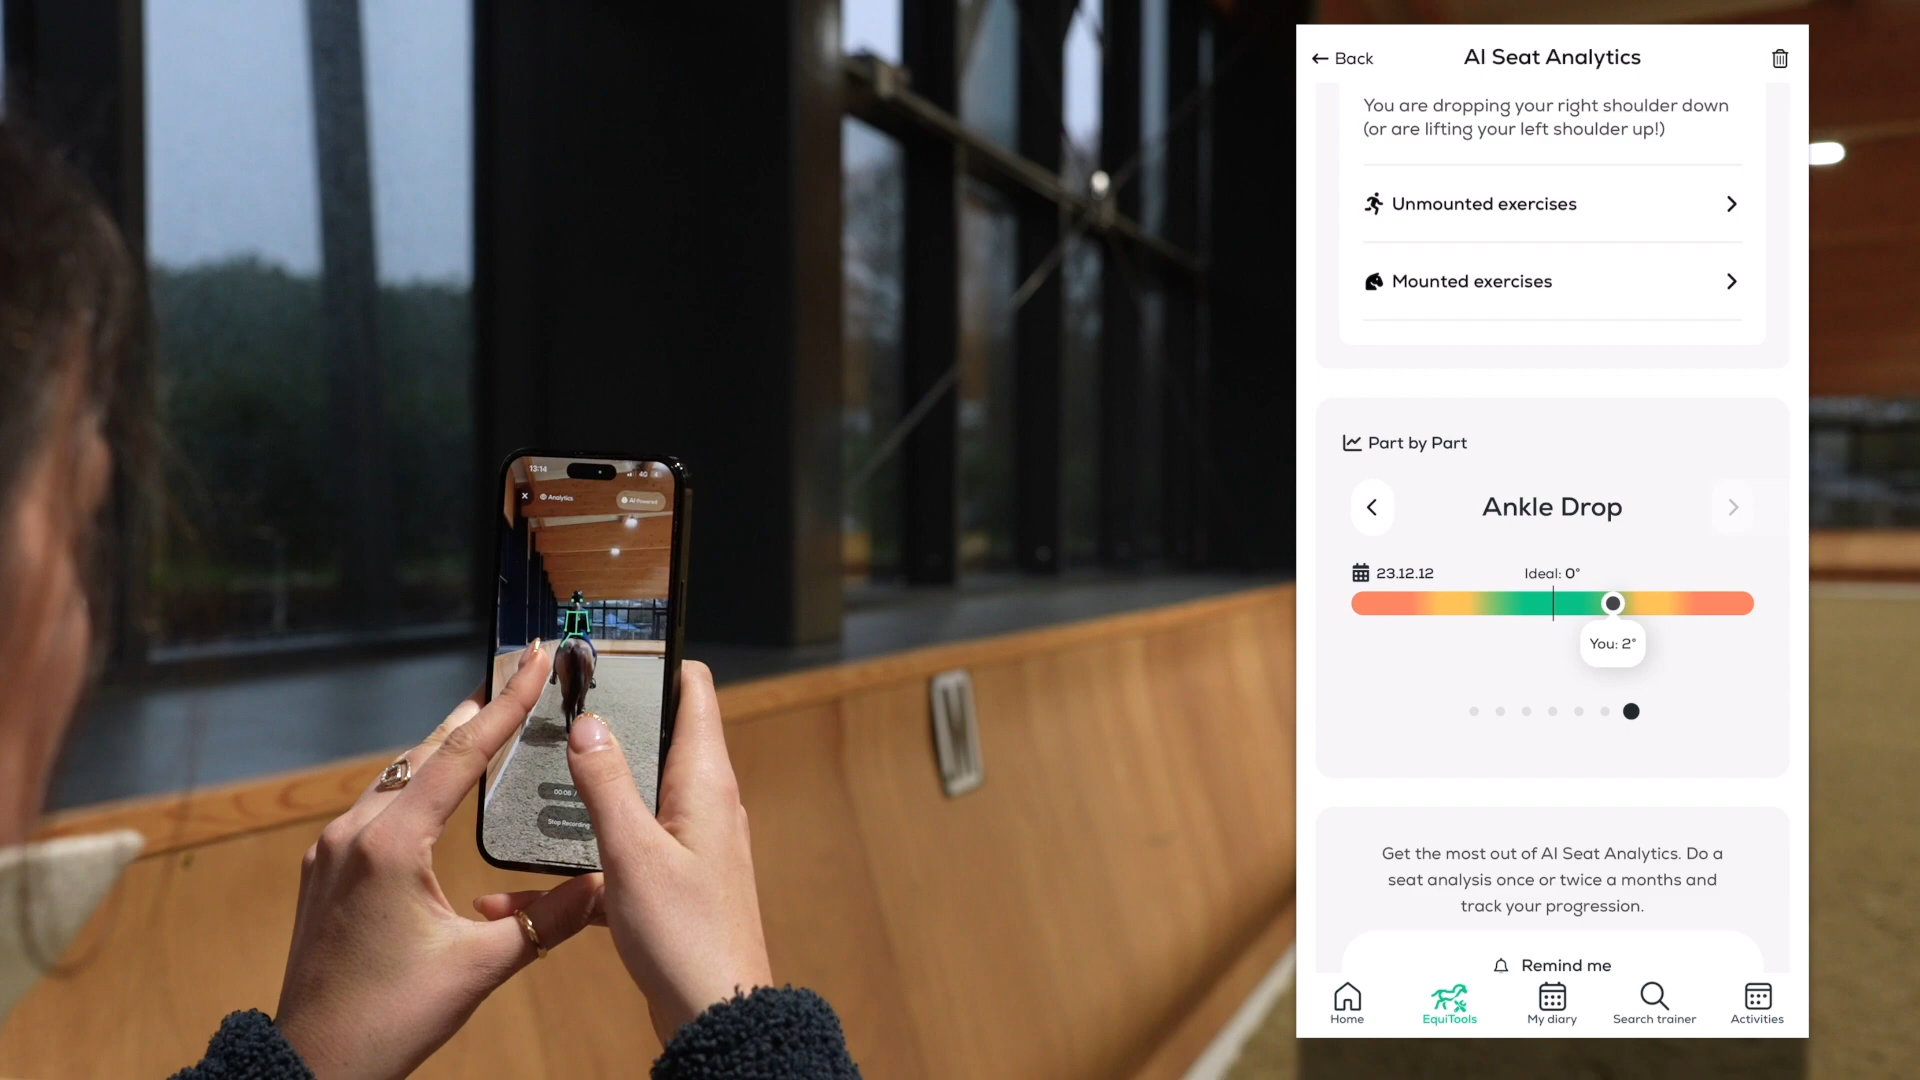 ← Back
AI Seat Analytics
You are dropping your right shoulder down
(or are lifting your left shoulder up!)
Unmounted exercises
Mounted exercises
Part by Part
Ankle Drop
23.12.12
Ideal: 0°
You: 2°
Get the most out of AI Seat Analytics. Do a
seat analysis once or twice a months and
track your progression.
Remind me
Home
EquiTools
My diary
Search trainer
Activities
13:14
4G
Analytics
AI Powered
00:08 /
Stop Recording
M